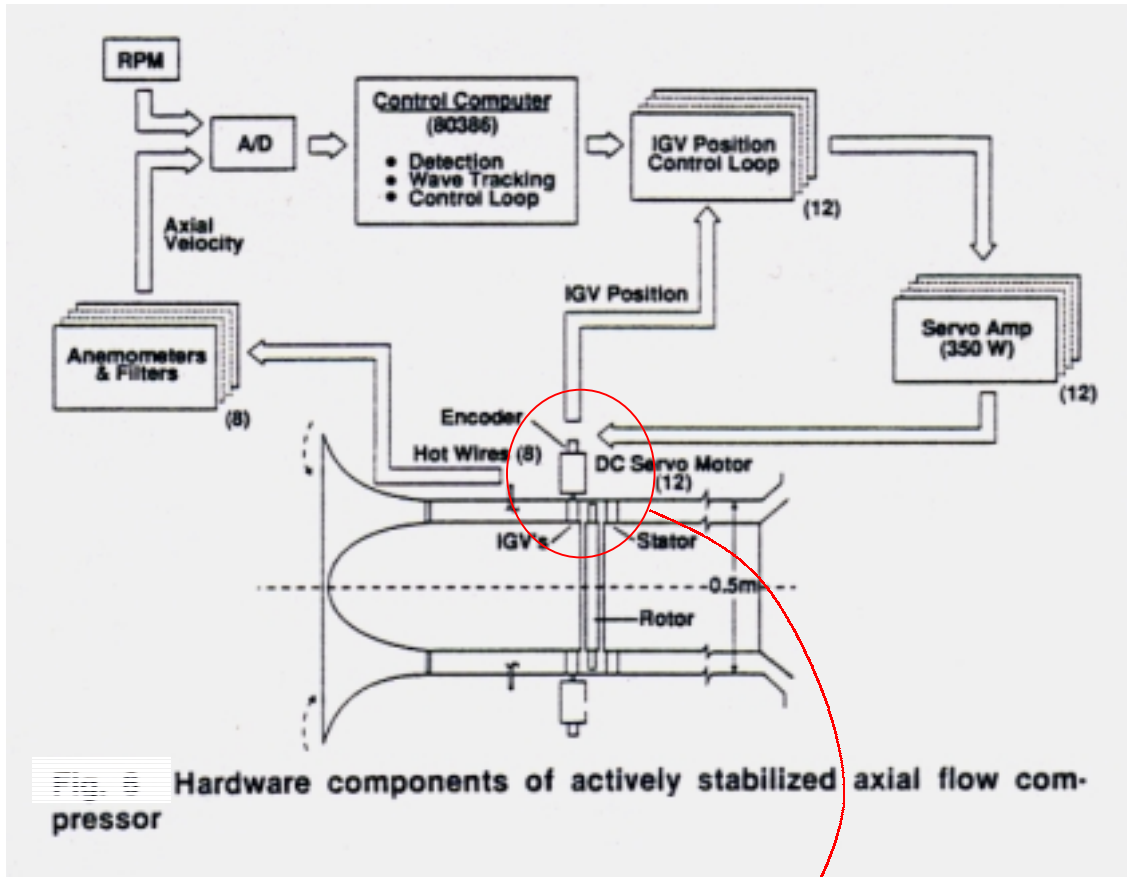 RPM
A/D
Control Computer
(80386)
• Detection
• Wave Tracking
• Control Loop
IGV Position
Control Loop
(12)
Axial
Velocity
IGV Position
Servo Amp
(350 W)
(12)
Anemometers
& Filters
(8)
Encoder
Hot Wires (8)
DC Servo Motor
(12)
IGV's
Stator
0.5m
Rotor
Fig. 6 Hardware components of actively stabilized axial flow com-
pressor